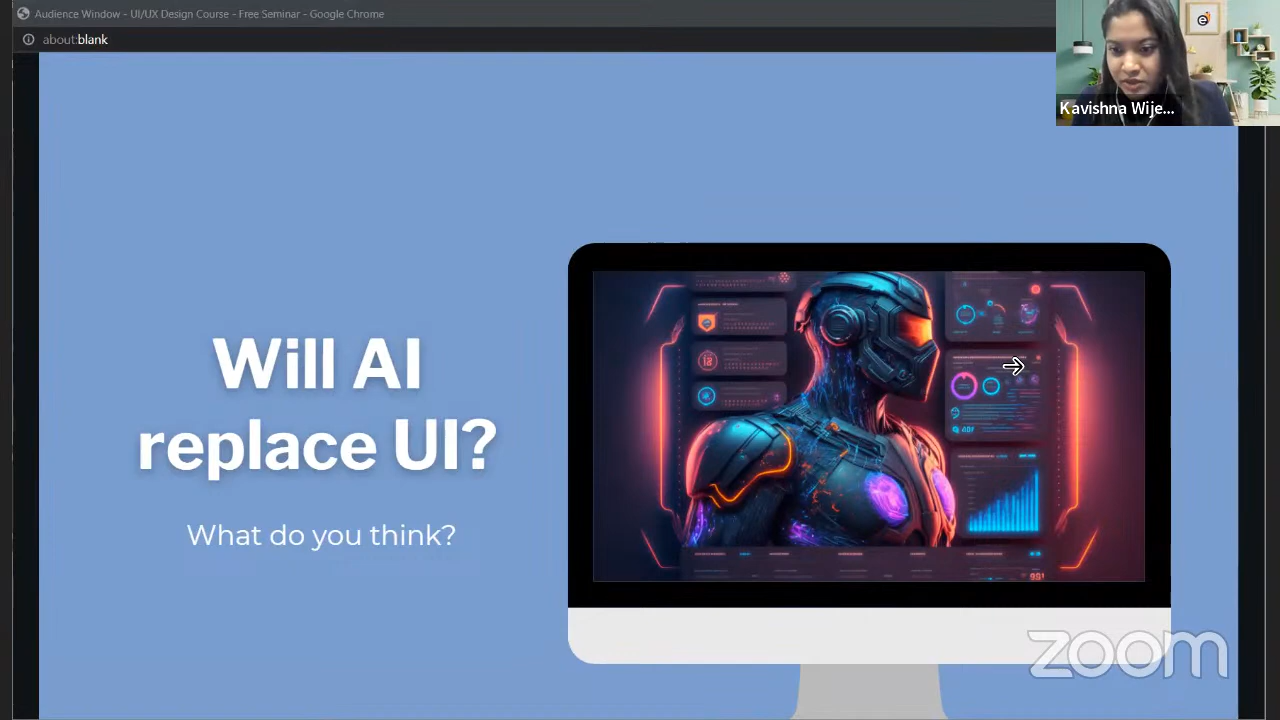 Audience Window - UI/UX Design Course - Free Seminar - Google Chrome
about:blank
Kavishna Wije...
Will AI
replace UI?
What do you think?
zoom